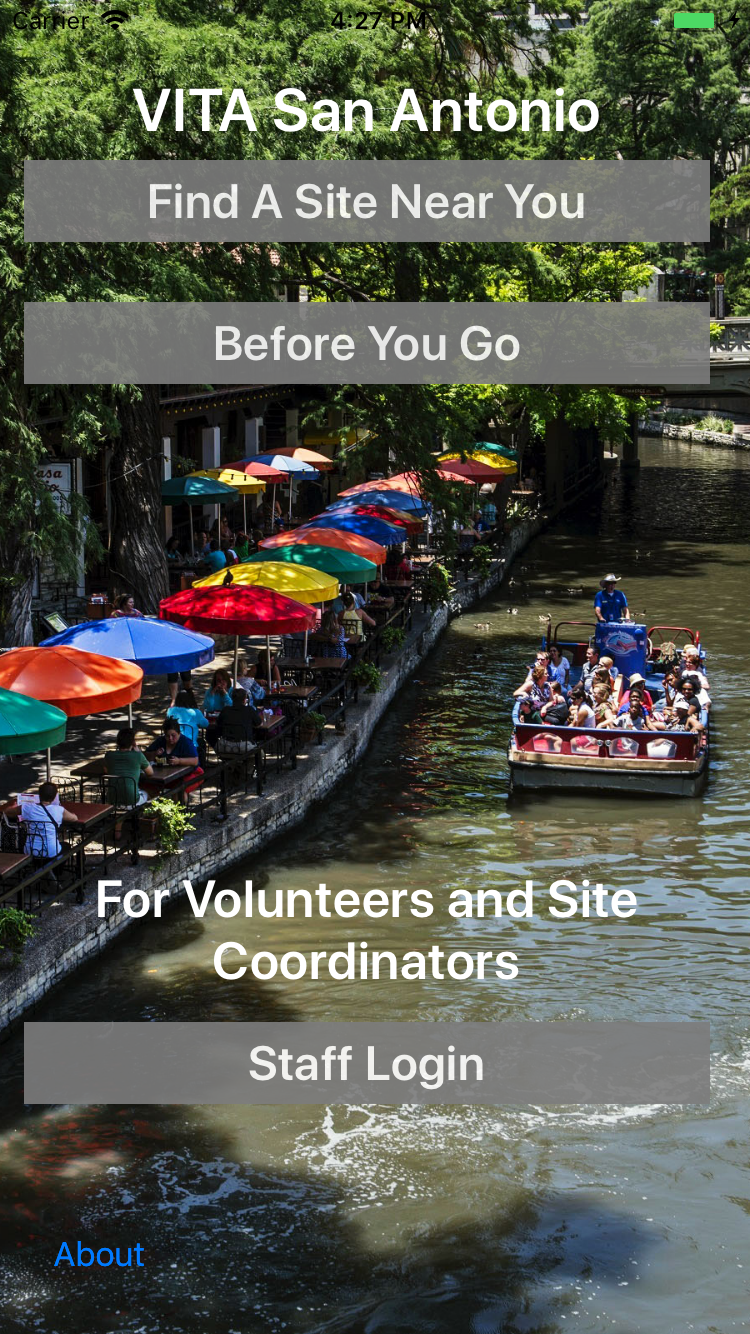 Carrier 4:27 PM
VITA San Antonio
Find A Site Near You
Before You Go
For Volunteers and Site
Coordinators
Staff Login
About